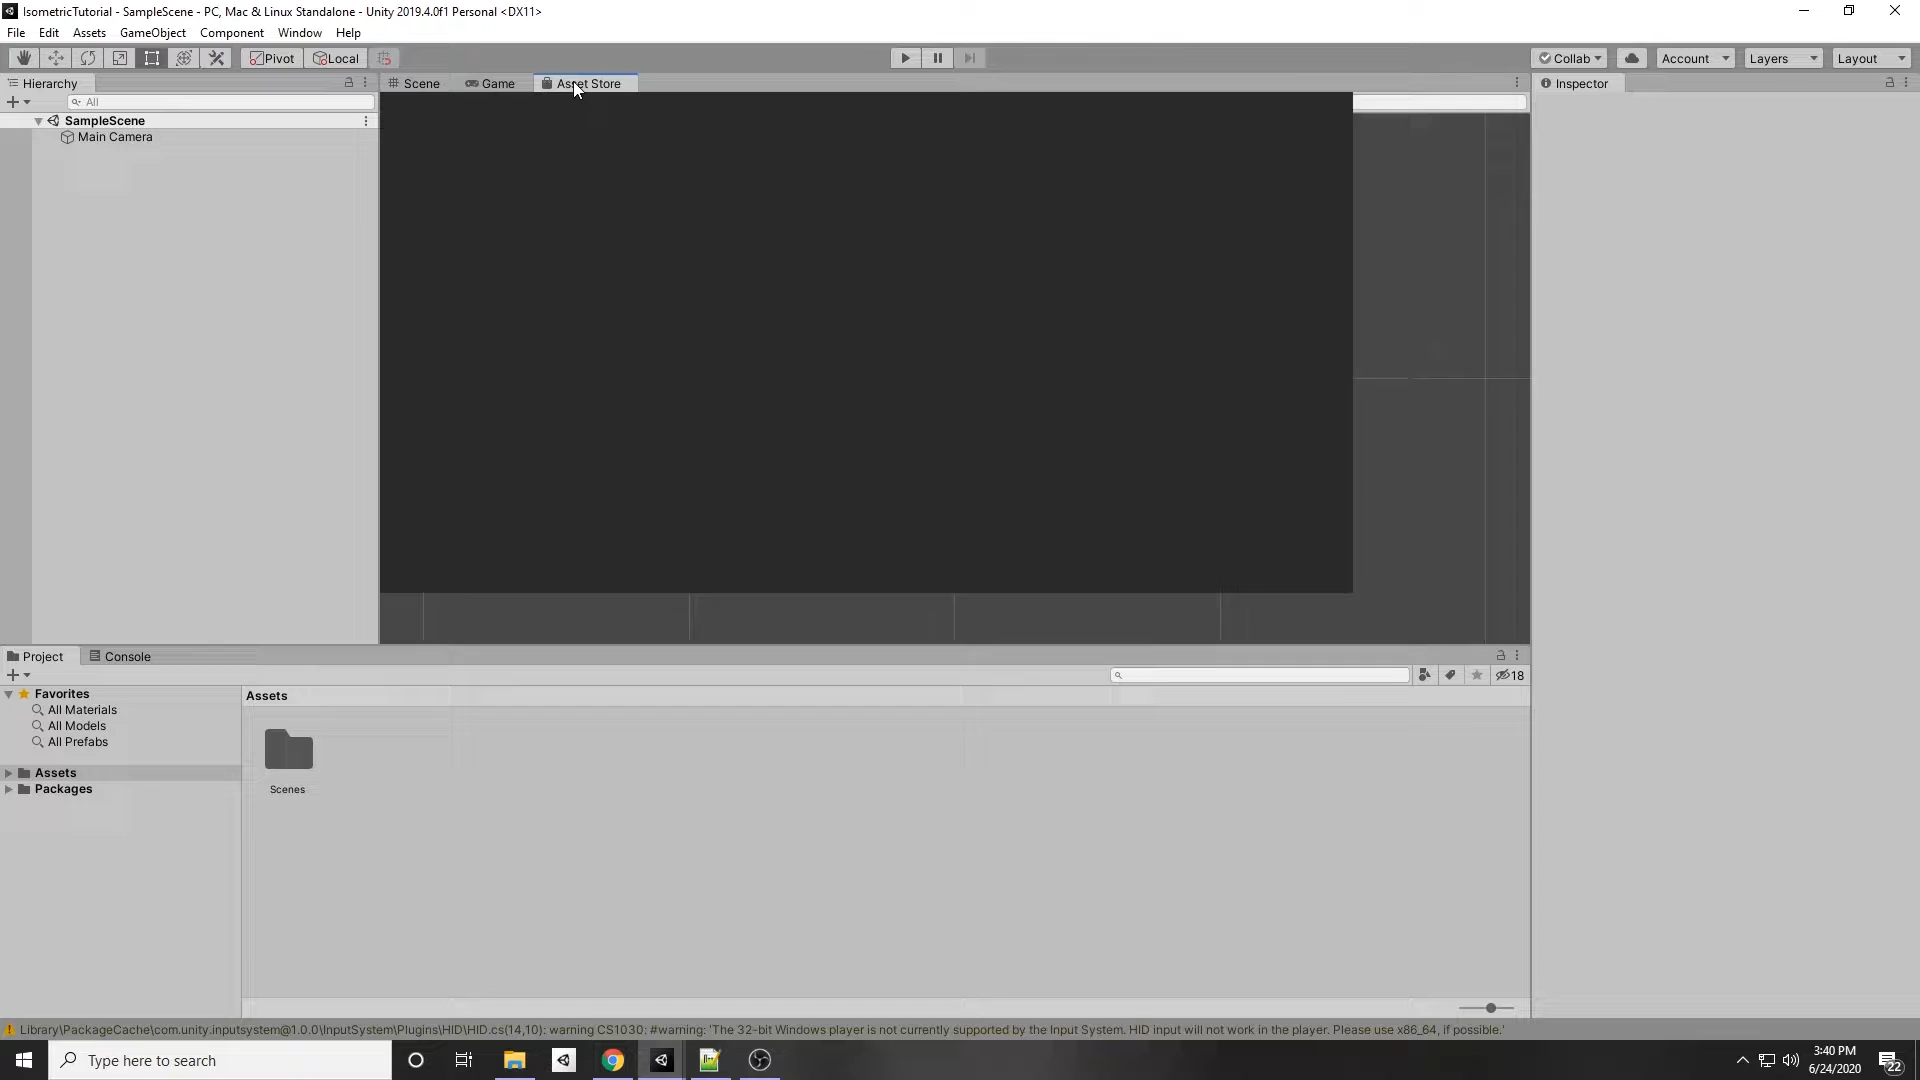 IsometricTutorial - SampleScene - PC, Mac & Linux Standalone - Unity 2019.4.0f1 Personal <DX11>
File Edit Assets GameObject Component Window Help
Pivot Local Collab Account Layers Layout
Hierarchy Scene Game Asset Store Inspector
All
SampleScene
Main Camera
Project Console
18
Favorites Assets
All Materials
All Models
All Prefabs
Assets
Packages
Scenes
Library\PackageCache\com.unity.inputsystem@1.0.0\InputSystem\Plugins\HID\HID.cs(14,10): warning CS1030: #warning: 'The 32-bit Windows player is not currently supported by the Input System. HID input will not work in the player. Please use x86_64, if possible.'
Type here to search
3:40 PM
6/24/2020
22